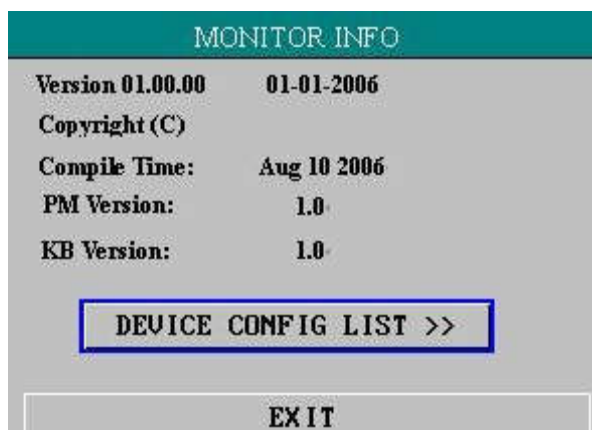 MONITOR INFO
Version 01.00.00 01-01-2006
Copyright (C)
Compile Time: Aug 10 2006
PM Version: 1.0
KB Version: 1.0
DEVICE CONFIG LIST >>
EXIT